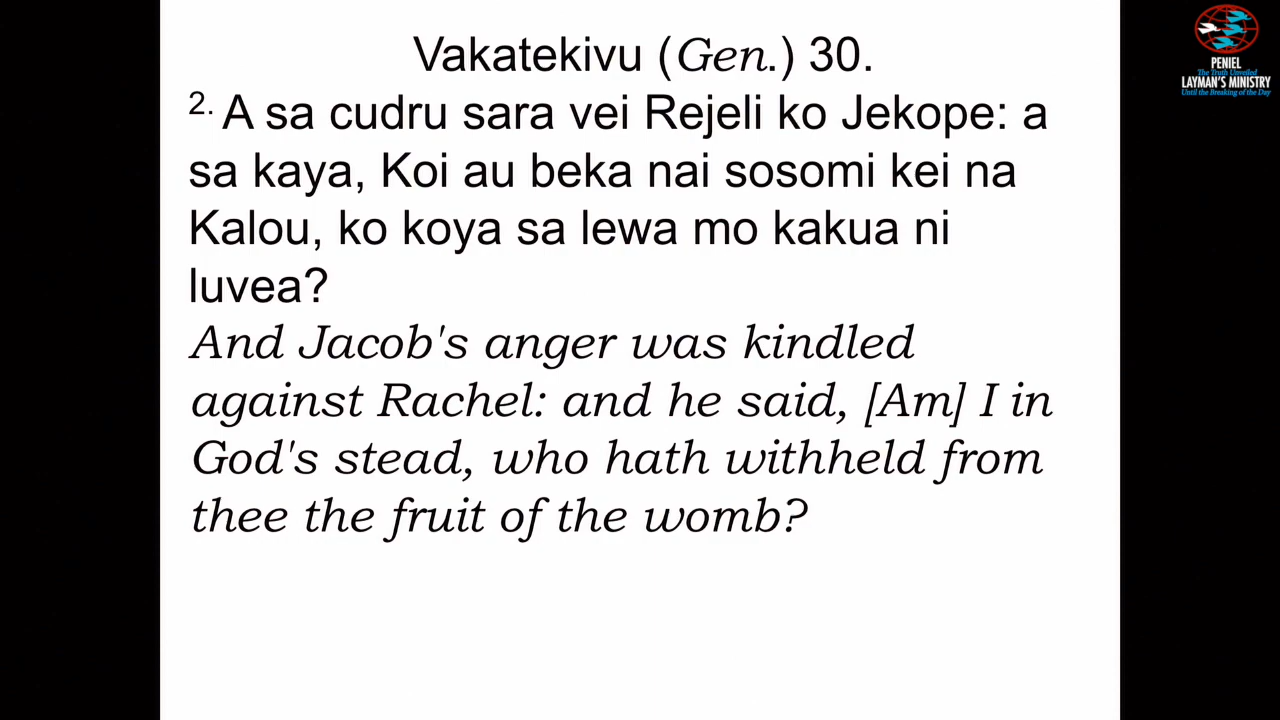 Vakatekivu (Gen.) 30.
2. A sa cudru sara vei Rejeli ko Jekope: a
sa kaya, Koi au beka nai sosomi kei na
Kalou, ko koya sa lewa mo kakua ni
luvea?
And Jacob's anger was kindled
against Rachel: and he said, [Am] I in
God's stead, who hath withheld from
thee the fruit of the womb?
PENIEL
The Truth Unveiled
LAYMAN'S MINISTRY
Until the Breaking of the Day